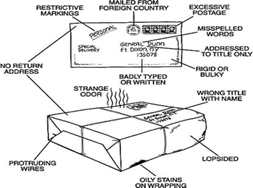 MAILED FROM
FOREIGN COUNTRY
RESTRICTIVE
MARKINGS
EXCESSIVE
POSTAGE
MISSPELLED
WORDS
PERSONAL
SPECIAL
DELIVERY
GENERAL DUNN
ADDRESSED
TO TITLE ONLY
NO RETURN
ADDRESS
RIGID OR
BULKY
BADLY TYPED
OR WRITTEN
STRANGE
ODOR
WRONG TITLE
WITH NAME
PROTRUDING
WIRES
LOPSIDED
OILY STAINS
ON WRAPPING